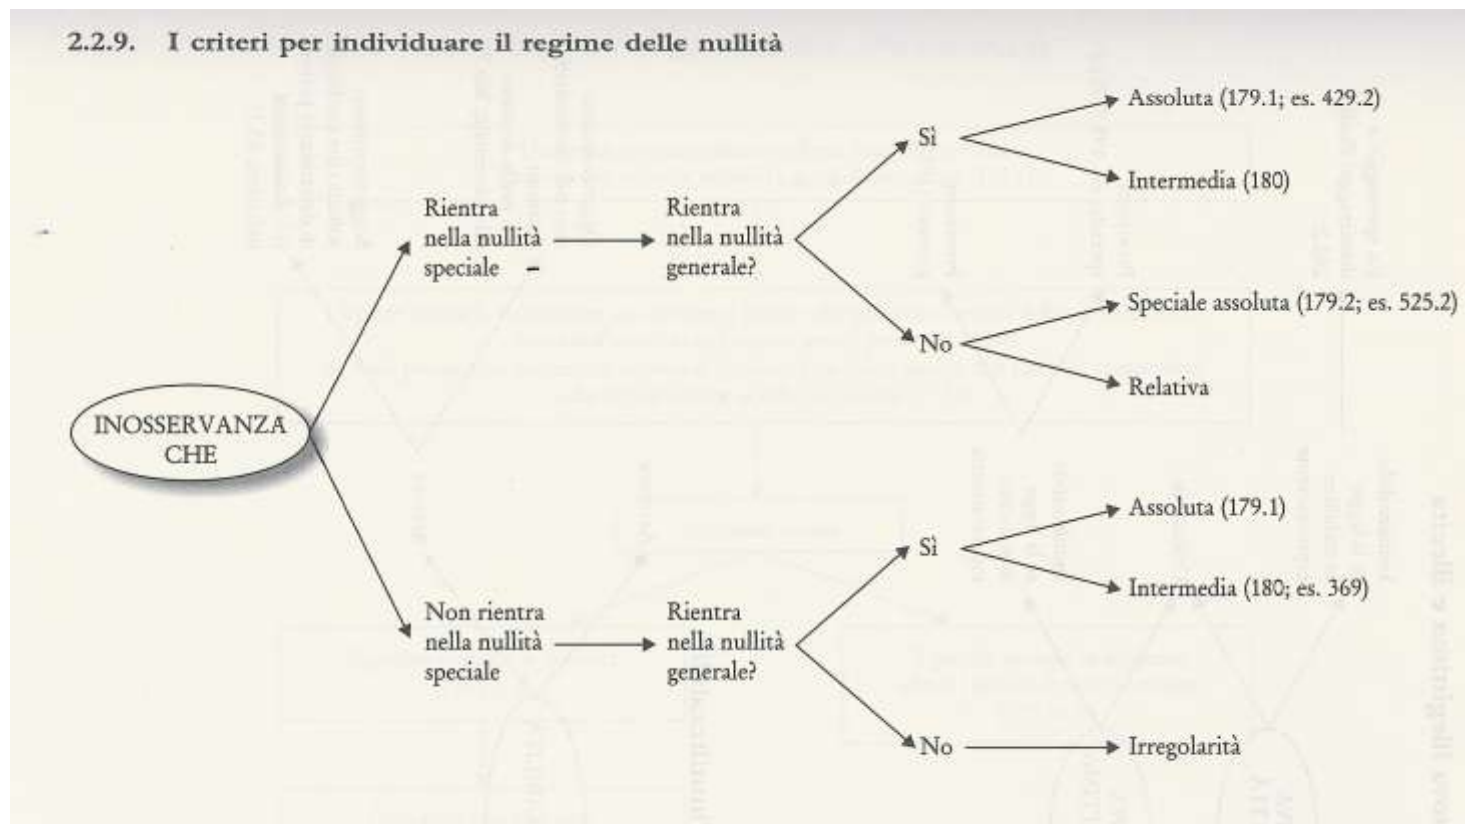 2.2.9. I criteri per individuare il regime delle nullità
INOSSERVANZA
CHE
Rientra
nella nullità
speciale –
Rientra
nella nullità
generale?
Sì
Assoluta (179.1; es. 429.2)
Intermedia (180)
No
Speciale assoluta (179.2; es. 525.2)
Relativa
Non rientra
nella nullità
speciale
Rientra
nella nullità
generale?
Sì
Assoluta (179.1)
Intermedia (180; es. 369)
No
Irregolarità